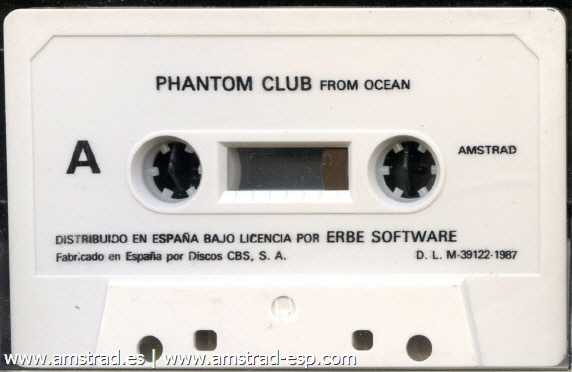 PHANTOM CLUB FROM OCEAN
A
AMSTRAD
DISTRIBUIDO EN ESPAÑA BAJO LICENCIA POR ERBE SOFTWARE
Fabricado en España por Discos CBS, S. A. D. L. M-39122-1987
www.amstrad.es | www.amstrad-esp.com